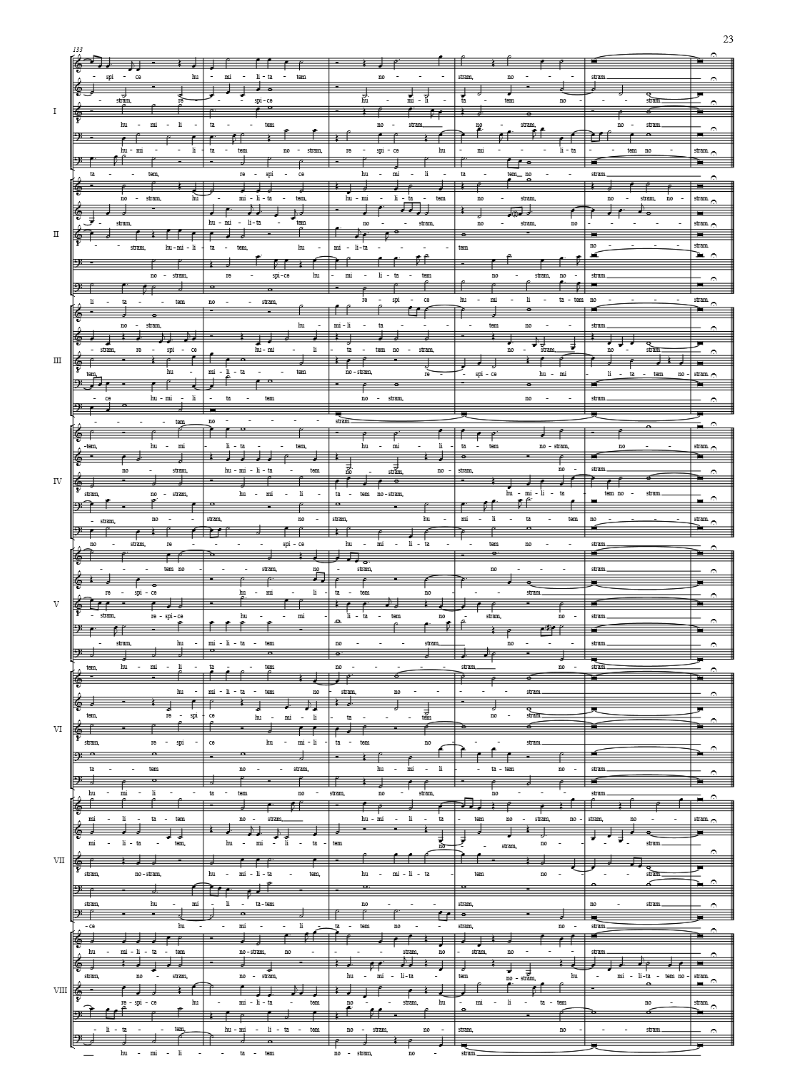 23
133
- spi - ce hu - mi - li - ta - tem no - stram, no - stram.
stram, re - spi - ce hu - mi - li - ta - tem no - stram.
I
hu - mi - li - ta - tem no - stram, no - stram, no - stram.
hu - mi - li - ta - tem no - stram, re - spi - ce hu - mi - li - ta - tem no - stram.
ta - tem, re - spi - ce hu - mi - li - ta - tem no - stram.
no - stram, hu - mi - li - ta - tem, hu - mi - li - ta - tem no - stram, no - stram, no - stram.
stram, hu - mi - li - ta - tem no - stram, no - stram, no - stram.
II
- stram, hu - mi - li - ta - tem, hu - mi - li - ta - tem no - stram.
no - stram, re - spi - ce hu - mi - li - ta - tem no - stram, no - stram.
li - ta - tem no - stram, re - spi - ce hu - mi - li - ta - tem no - stram.
no - stram, hu - mi - li - ta - tem no - stram.
- stram, re - spi - ce hu - mi - li - ta - tem no - stram, no - stram, no - stram.
III
tem, hu - mi - li - ta - tem no - stram, re - spi - ce hu - mi - li - ta - tem no - stram.
- ce hu - mi - li - ta - tem no - stram, no - stram.
- tem no - stram.
-tem, hu - mi - li - ta - tem, hu - mi - li - ta - tem no - stram, no - stram.
no - stram, hu - mi - li - ta - tem no - stram, no - stram, no - stram.
IV
stram, no - stram, hu - mi - li - ta - tem no - stram, hu - mi - li - ta - tem no - stram.
- stram, no - stram, no - stram, hu - mi - li - ta - tem no - stram.
no - stram, re - spi - ce hu - mi - li - ta - tem no - stram.
- tem no - stram, no - stram, no - stram.
re - spi - ce hu - mi - li - ta - tem no - stram.
V
- stram, re - spi - ce hu - mi - li - ta - tem no - stram, no - stram.
- stram, hu - mi - li - ta - tem no - stram, no - stram.
tem, hu - mi - li - ta - tem no - stram, no - stram.
hu - mi - li - ta - tem no - stram, no - stram.
tem, re - spi - ce hu - mi - li - ta - tem no - stram.
VI
stram, re - spi - ce hu - mi - li - ta - tem no - stram.
ta - tem no - stram, hu - mi - li - ta - tem no - stram.
hu - mi - li - ta - tem no - stram, no - stram, no - stram.
mi - li - ta - tem no - stram, hu - mi - li - ta - tem no - stram, no - stram, no - stram.
mi - li - ta - tem, hu - mi - li - ta - tem no - stram, no - stram.
VII
stram, no - stram, hu - mi - li - ta - tem, hu - mi - li - ta - tem no - stram.
stram, hu - mi - li - ta - tem no - stram, no - stram.
- ce hu - mi - li - ta - tem no - stram, no - stram.
hu - mi - li - ta - tem no - stram, no - stram, no - stram, no - stram.
stram, no - stram, no - stram, hu - mi - li - ta - tem no - stram, hu - mi - li - ta - tem no - stram.
VIII
re - spi - ce hu - mi - li - ta - tem no - stram, hu - mi - li - ta - tem no - stram.
- li - ta - tem, hu - mi - li - ta - tem no - stram, no - stram, no - stram.
hu - mi - li - ta - tem no - stram, no - stram.